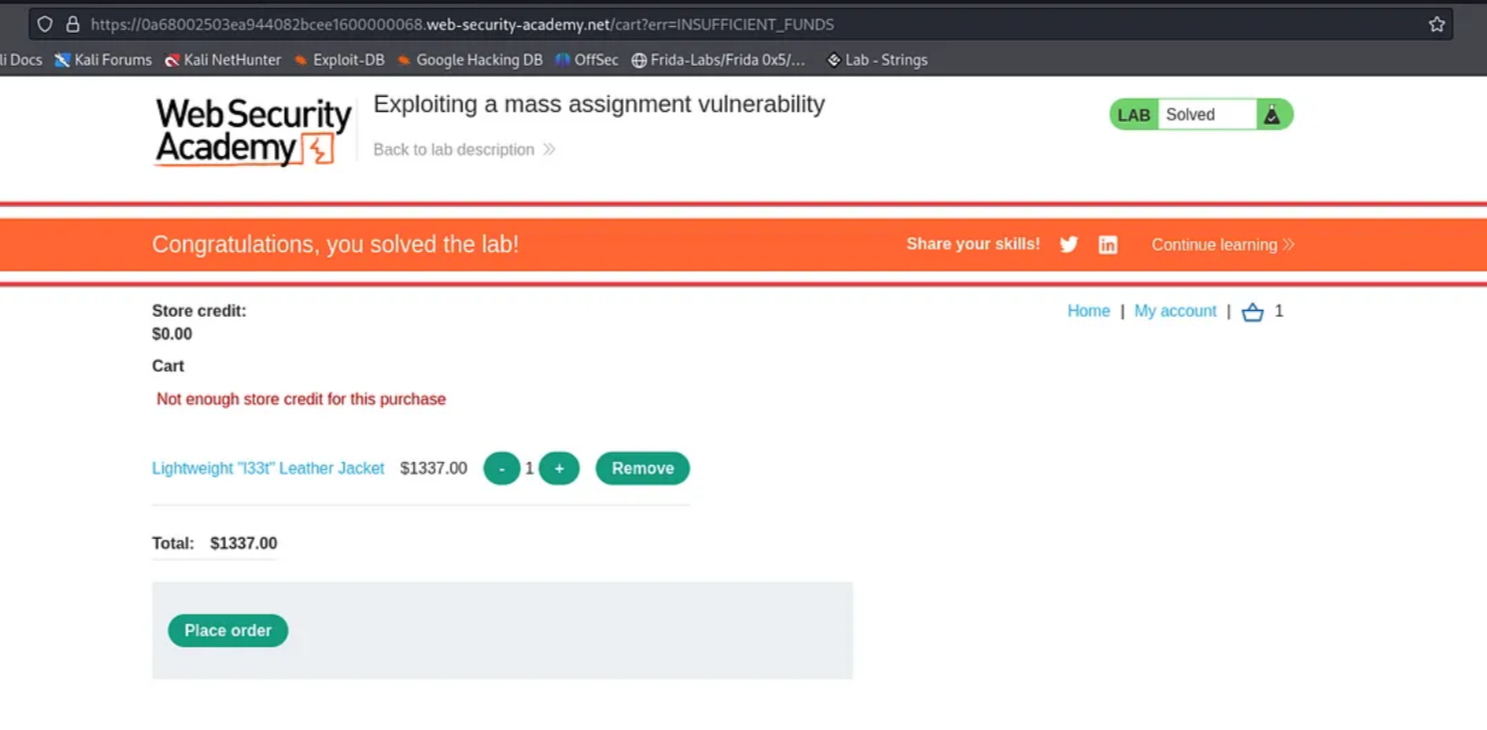 https://0a68002503ea944082bcee1600000068.web-security-academy.net/cart?err=INSUFFICIENT_FUNDS
li Docs Kali Forums Kali NetHunter Exploit-DB Google Hacking DB OffSec Frida-Labs/Frida 0x5/... Lab - Strings
Web Security
Academy
Exploiting a mass assignment vulnerability
Back to lab description
LAB Solved
Congratulations, you solved the lab!
Share your skills! in Continue learning
Store credit:
$0.00
Home | My account | 1
Cart
Not enough store credit for this purchase
Lightweight "l33t" Leather Jacket $1337.00 - 1 + Remove
Total: $1337.00
Place order